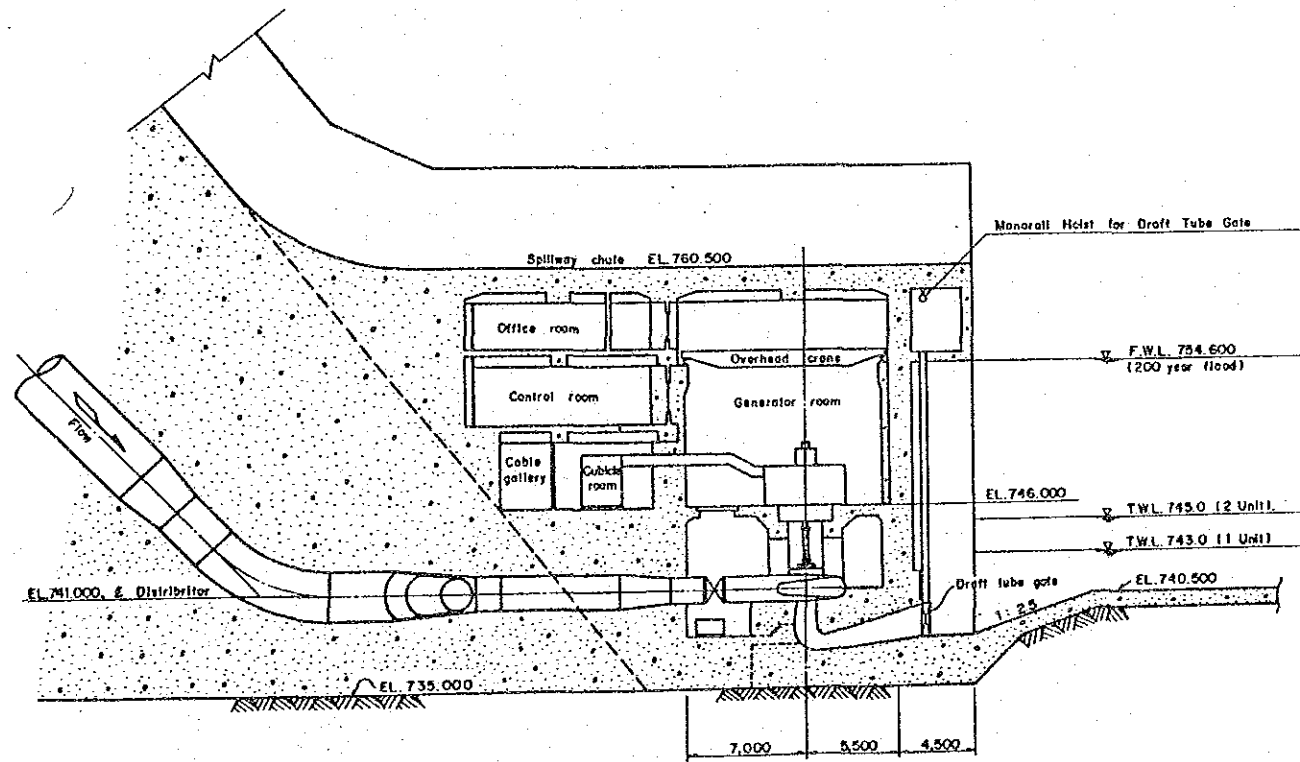 Monorail Hoist for Draft Tube Gate
Spillway chute EL. 760.500
Office room
Overhead crane
F.W.L. 754.600
(200 year flood)
Control room
Generator room
Flow
Cable
gallery
Cubicle
room
EL.746.000
T.W.L. 745.0 (2 Unit).
T.W.L. 743.0 (1 Unit)
Draft tube gate
EL.740.500
EL.741.000, ℄ Distribritor
1:25
EL.735.000
7,000
5,500
4,500